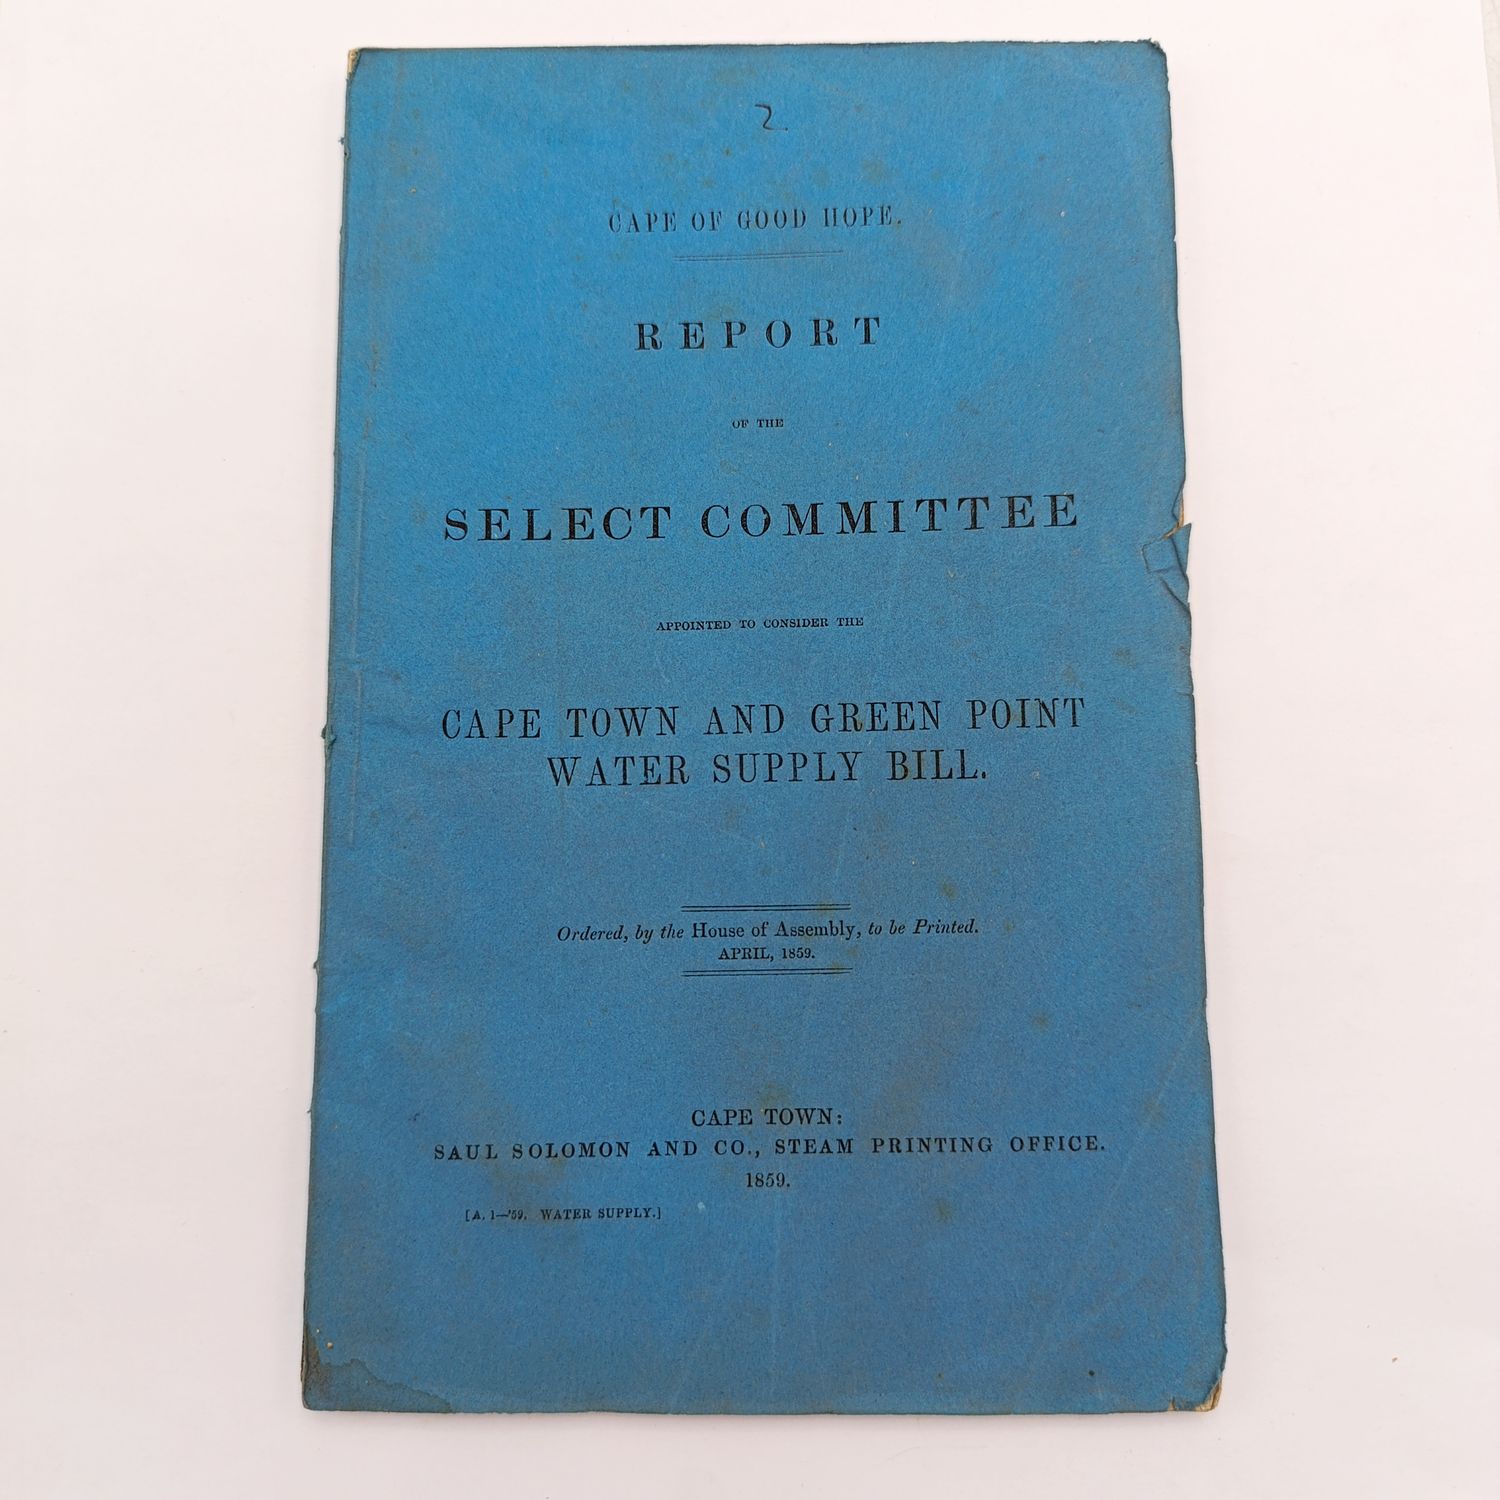 2.
CAPE OF GOOD HOPE.
REPORT
OF THE
SELECT COMMITTEE
APPOINTED TO CONSIDER THE
CAPE TOWN AND GREEN POINT
WATER SUPPLY BILL.
Ordered, by the House of Assembly, to be Printed.
APRIL, 1859.
CAPE TOWN:
SAUL SOLOMON AND CO., STEAM PRINTING OFFICE.
1859.
[A. 1—'59. WATER SUPPLY.]